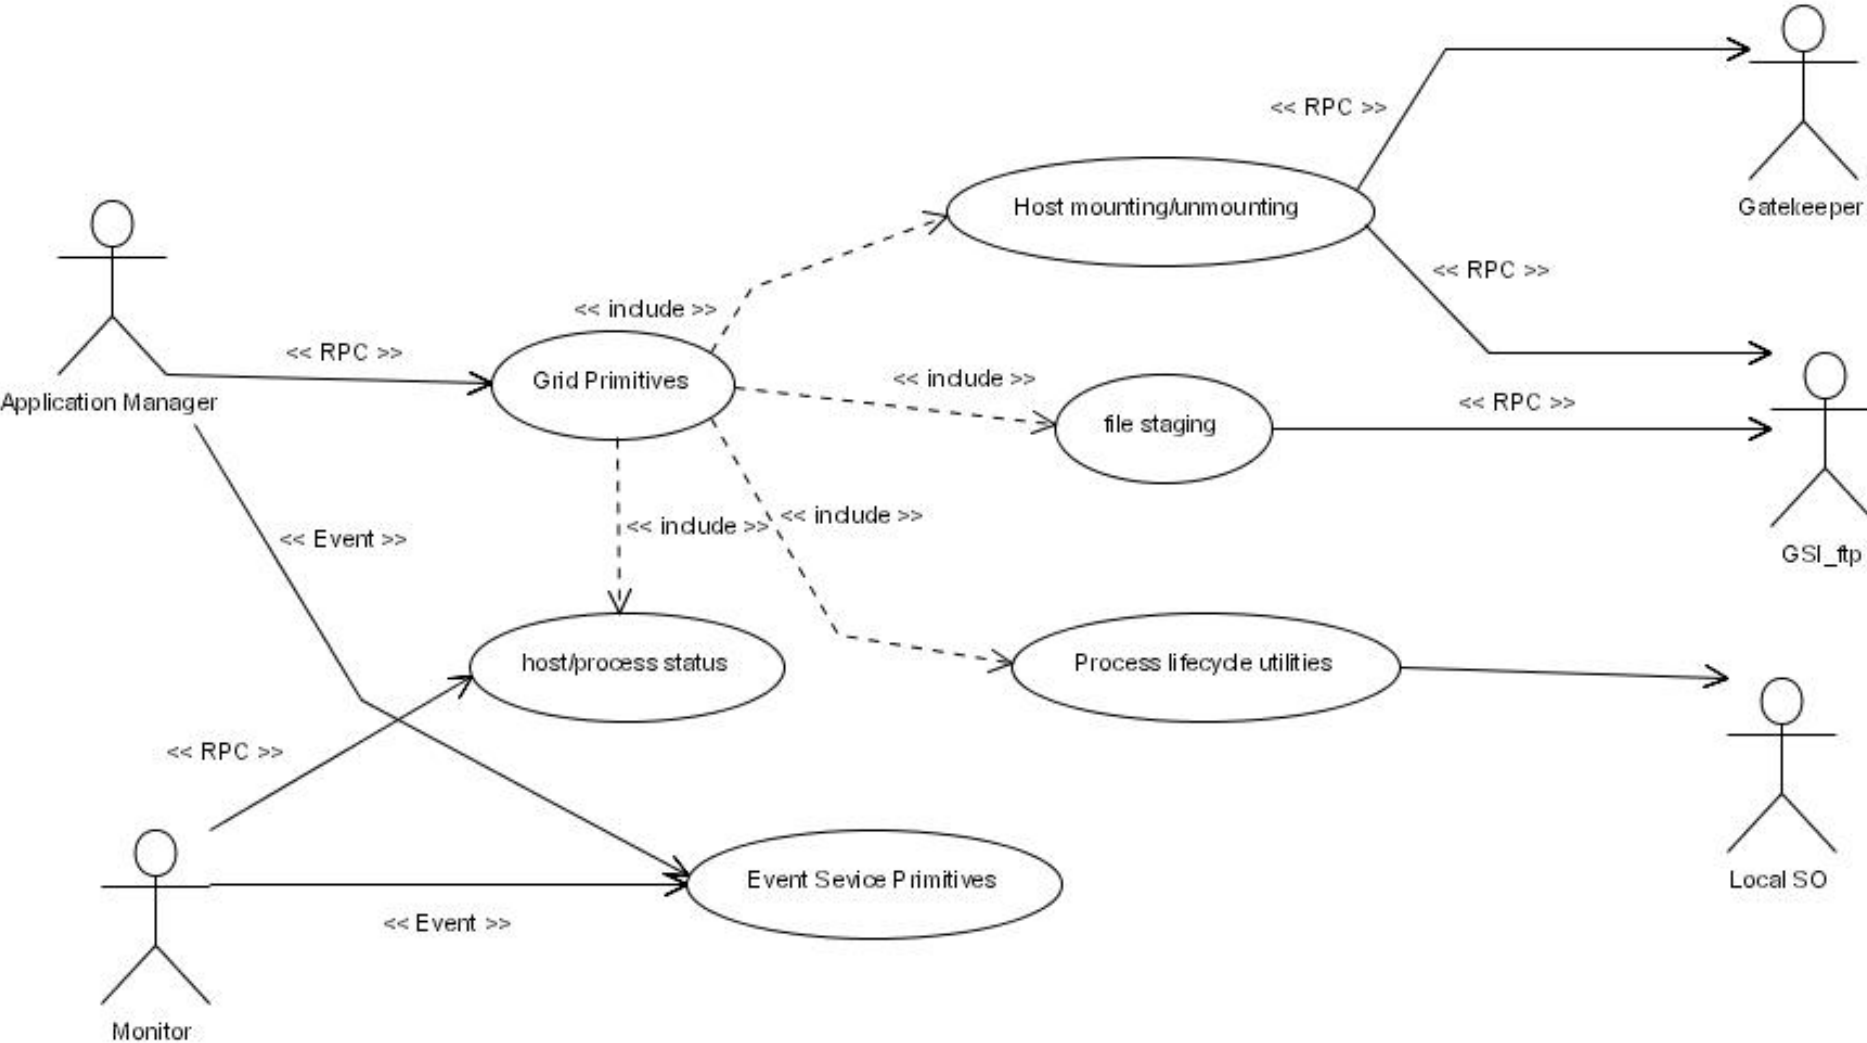 << RPC >>
Gatekeeper
Host mounting/unmounting
<< RPC >>
<< include >>
<< RPC >>
Grid Primitives
<< include >>
Application Manager
<< RPC >>
file staging
<< include >>
<< include >>
<< Event >>
GSI_ftp
host/process status
Process lifecycle utilities
<< RPC >>
Event Sevice Primitives
Local SO
<< Event >>
Monitor